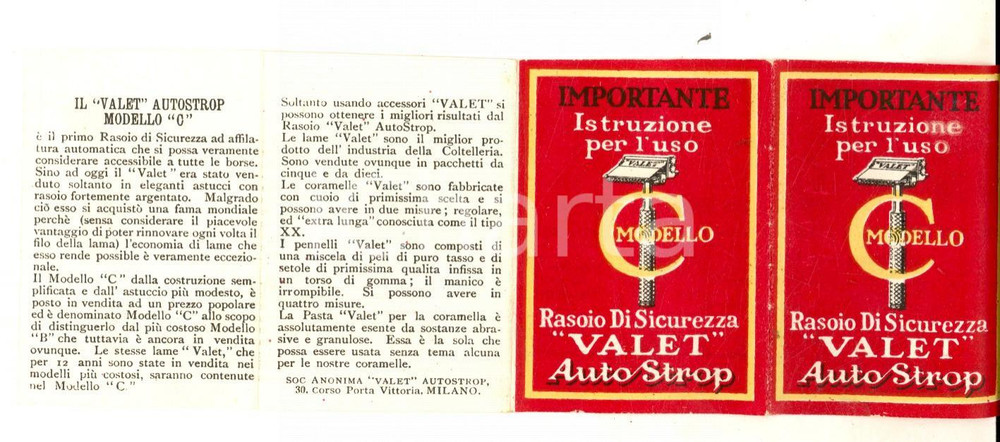 IL "VALET" AUTOSTROP
MODELLO "C"
è il primo Rasoio di Sicurezza ad affila-
tura automatica che si possa veramente
considerare accessibile a tutte le borse.
Sino ad oggi il "Valet" era stato ven-
duto soltanto in eleganti astucci con
rasoio fortemente argentato. Malgrado
ciò esso si acquistò una fama mondiale
perchè (sensa considerare il piacevole
vantaggio di poter rinnovare ogni volta il
filo della lama) l'economia di lame che
esso rende possible è veramente eccezio-
nale.
Il Modello "C" dalla costruzione sem-
plificata e dall' astuccio più modesto, è
posto in vendita ad un prezzo popolare
ed è denominato Modello "C" allo scopo
di distinguerlo dal più costoso Modello
"B" che tuttavia è ancora in vendita
ovunque. Le stesse lame "Valet," che
per 12 anni sono state in vendita nei
modelli più costosi, saranno contenute
nel Modello "C"
Soltanto usando accessori "VALET" si
possono ottenere i migliori risultati dal
Rasoio "Valet" AutoStrop.
Le lame "Valet" sono il miglior pro-
dotto dell' industria della Coltelleria.
Sono vendute ovunque in pacchetti da
cinque e da dieci.
Le coramelle "Valet" sono fabbricate
con cuoio di primissima scelta e si
possono avere in due misure; regolare,
ed "extra lunga" conosciuta come il tipo
XX.
I pennelli "Valet" sono composti di
una miscela di peli di puro tasso e di
setole di primissima qualita infissa in
un torso di gomma; il manico è
irrompibile. Si possono avere in
quattro misure.
La Pasta "Valet" per la coramella è
assolutamente esente da sostanze abra-
sive e granulose. Essa è la sola che
possa essere usata senza tema alcuna
per le nostre coramelle.
SOC ANONIMA "VALET" AUTOSTROP,
30. Corso Porta Vittoria, MILANO.
IMPORTANTE
Istruzione
per l'uso
VALET
C
MODELLO
Rasoio Di Sicurezza
"VALET"
Auto Strop
IMPORTANTE
Istruzione
per l'uso
VALET
C
MODELLO
Rasoio Di Sicurezza
"VALET"
Auto Strop